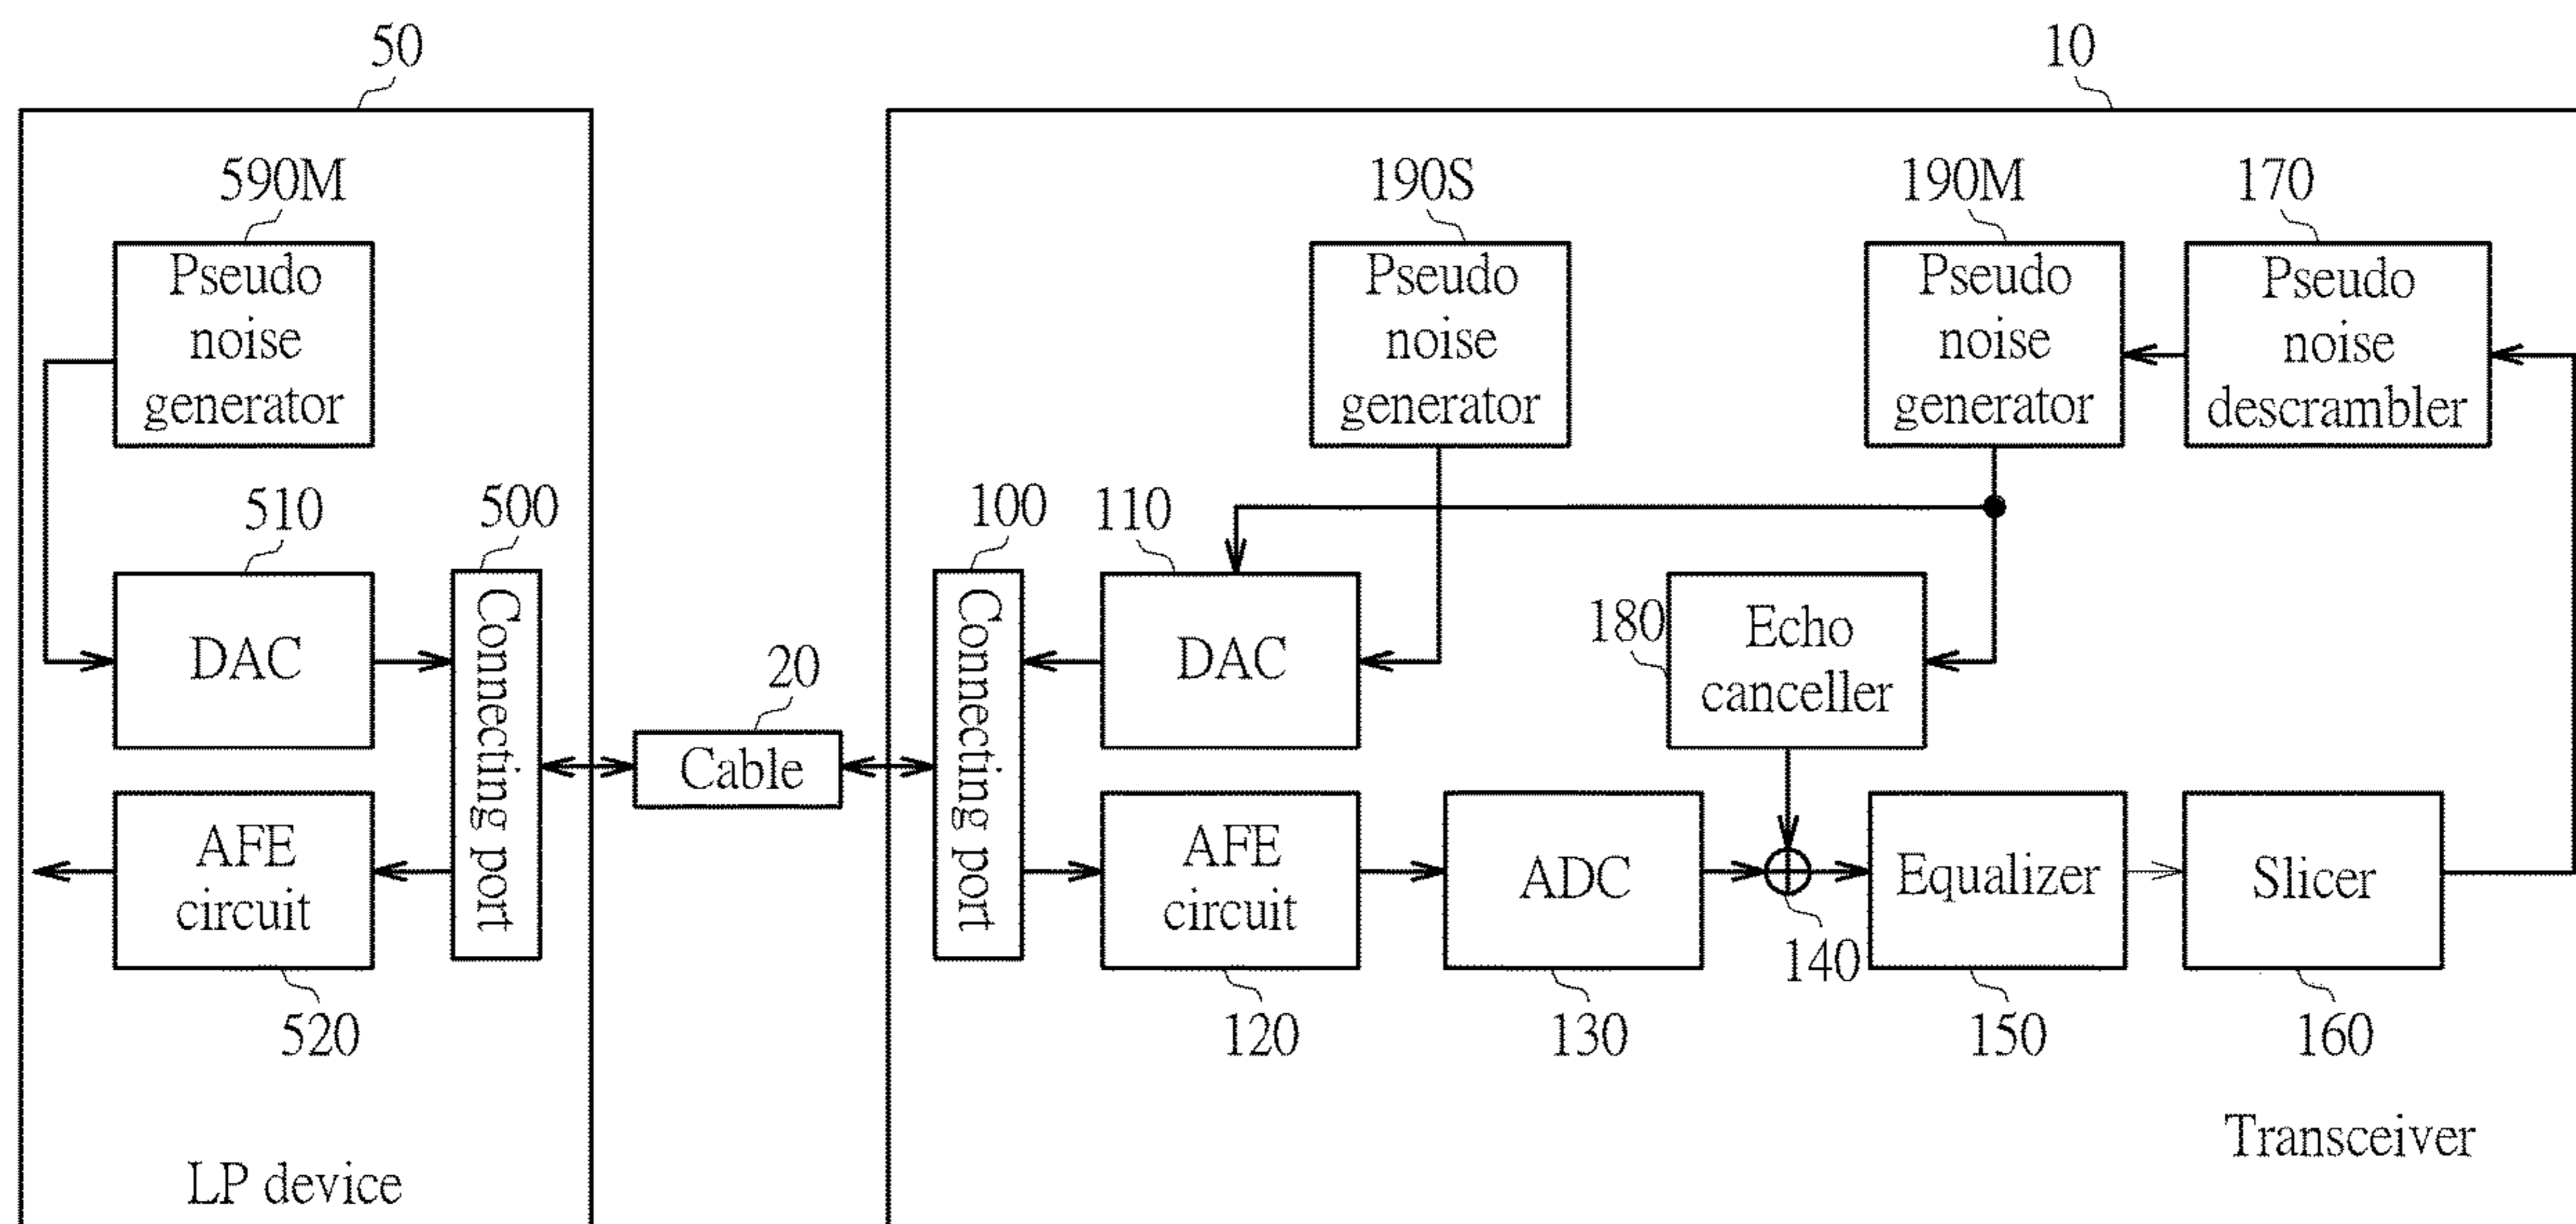 50
10
590M
Pseudo
noise
generator
190S
Pseudo
noise
generator
190M
Pseudo
noise
generator
170
Pseudo
noise
descrambler
510
DAC
500
Connecting port
100
Connecting port
110
DAC
180
Echo
canceller
20
Cable
AFE
circuit
520
AFE
circuit
120
ADC
130
140
Equalizer
150
Slicer
160
LP device
Transceiver